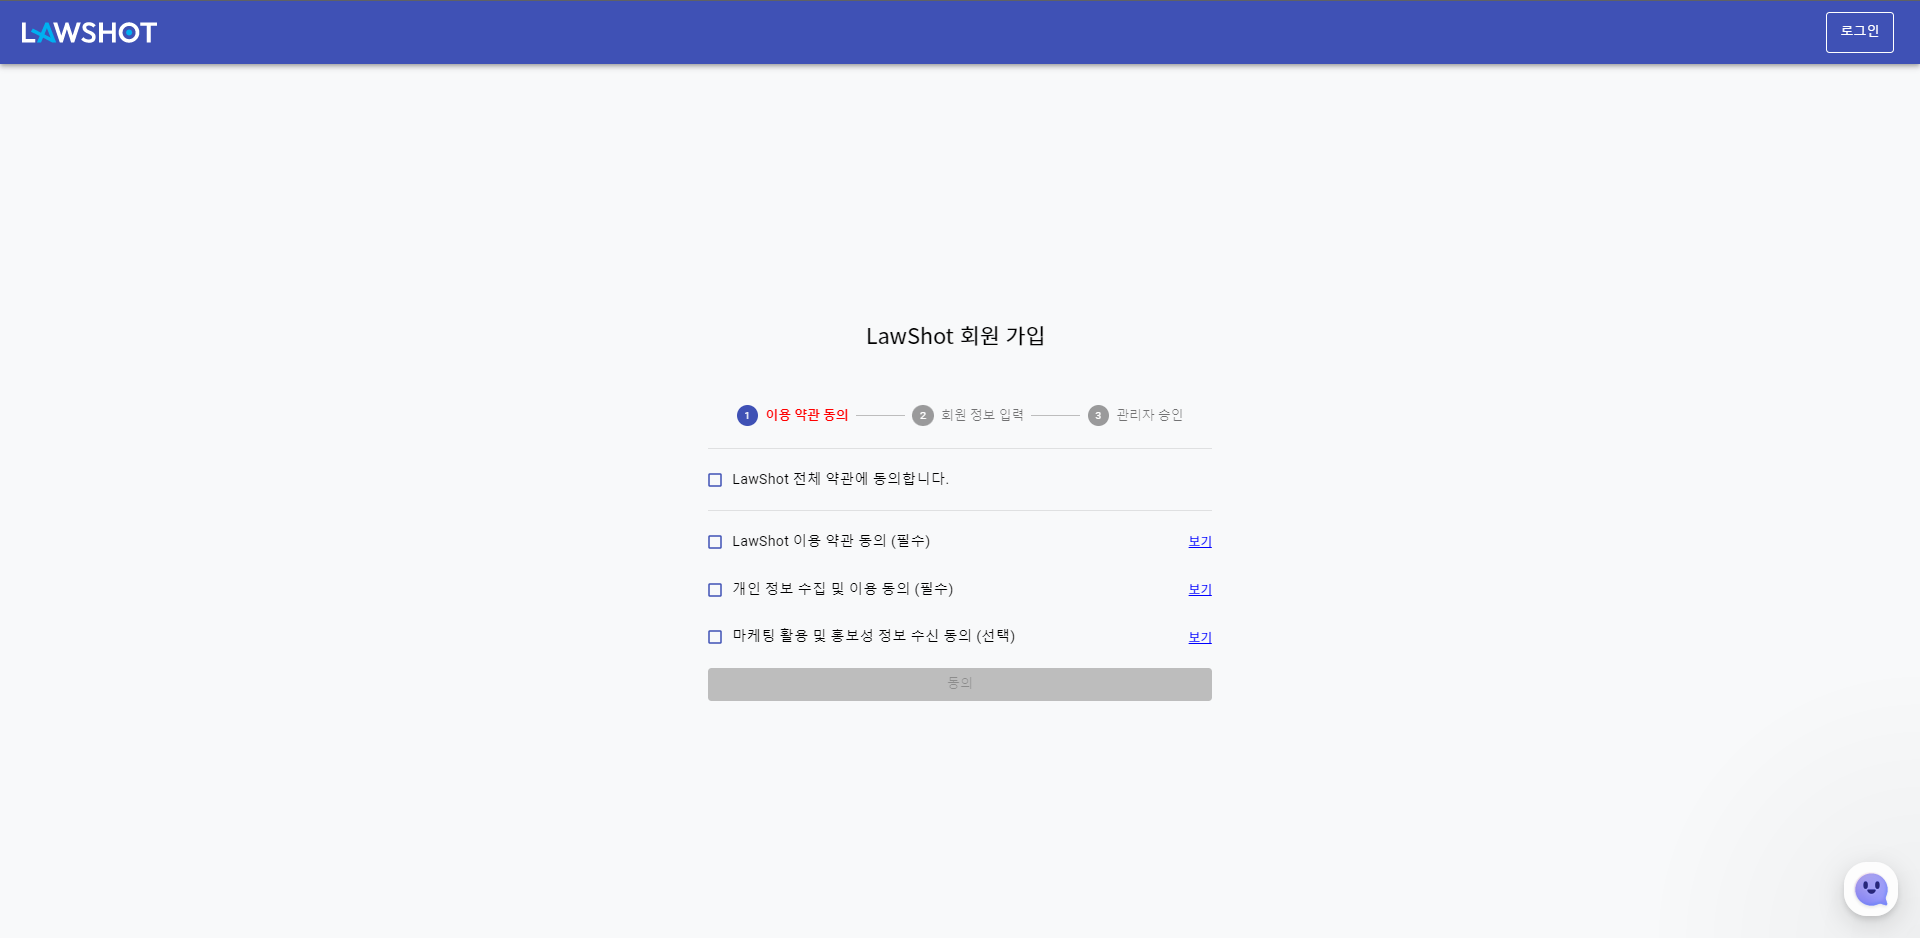 LAWSHOT
로그인
LawShot 회원 가입
1 이용 약관 동의 2 회원 정보 입력 3 관리자 승인
LawShot 전체 약관에 동의합니다.
LawShot 이용 약관 동의 (필수) 보기
개인 정보 수집 및 이용 동의 (필수) 보기
마케팅 활용 및 홍보성 정보 수신 동의 (선택) 보기
동의